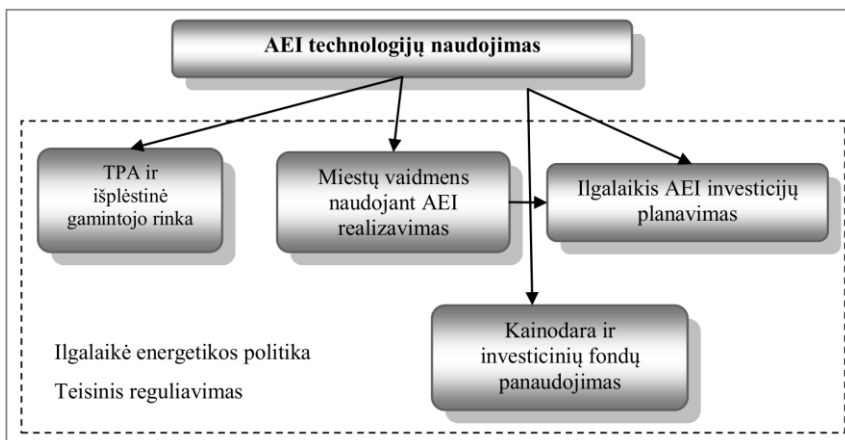 AEI technologijų naudojimas
TPA ir
išplėstinė
gamintojo rinka
Miestų vaidmens
naudojant AEI
realizavimas
Ilgalaikis AEI investicijų
planavimas
Kainodara ir
investicinių fondų
panaudojimas
Ilgalaikė energetikos politika
Teisinis reguliavimas